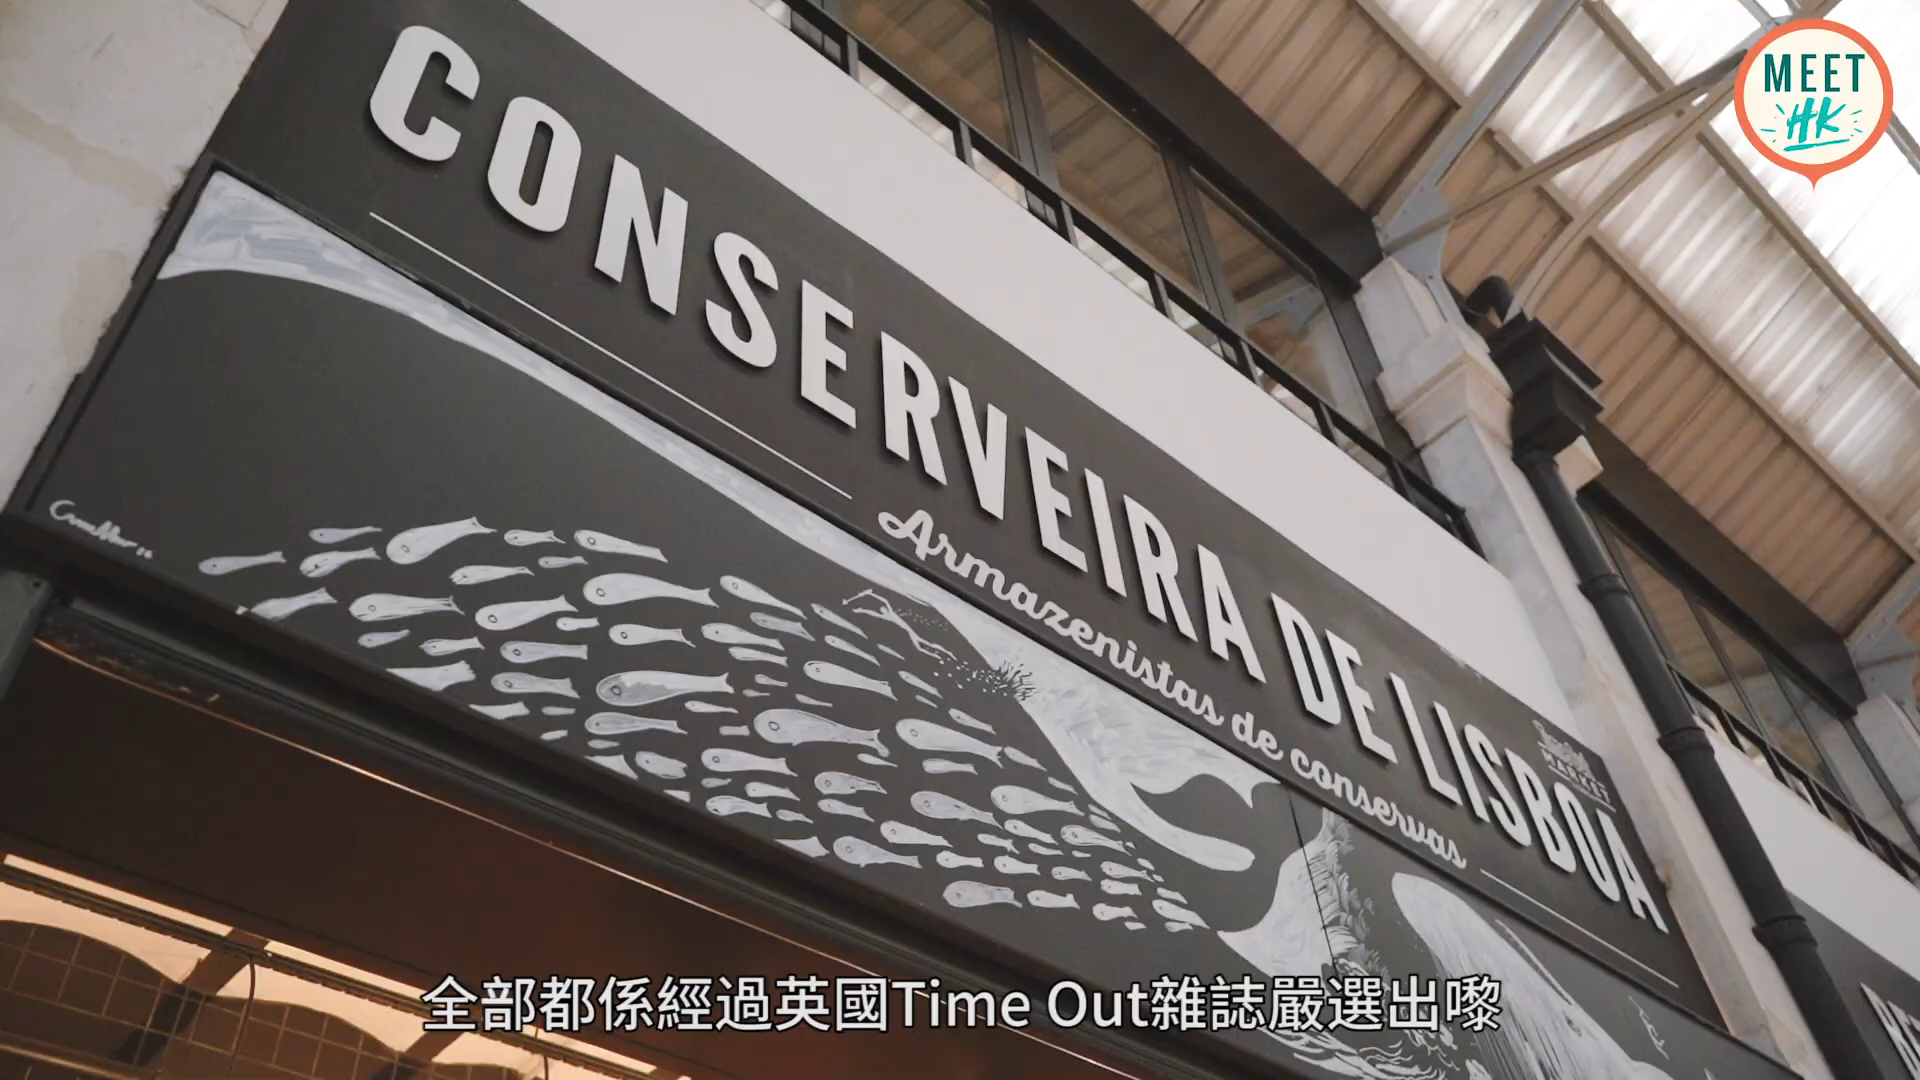 MEET
HK
CONSERVEIRA DE LISBOA
Armazenistas de conservas
MARKET
全部都係經過英國Time Out雜誌嚴選出嚟